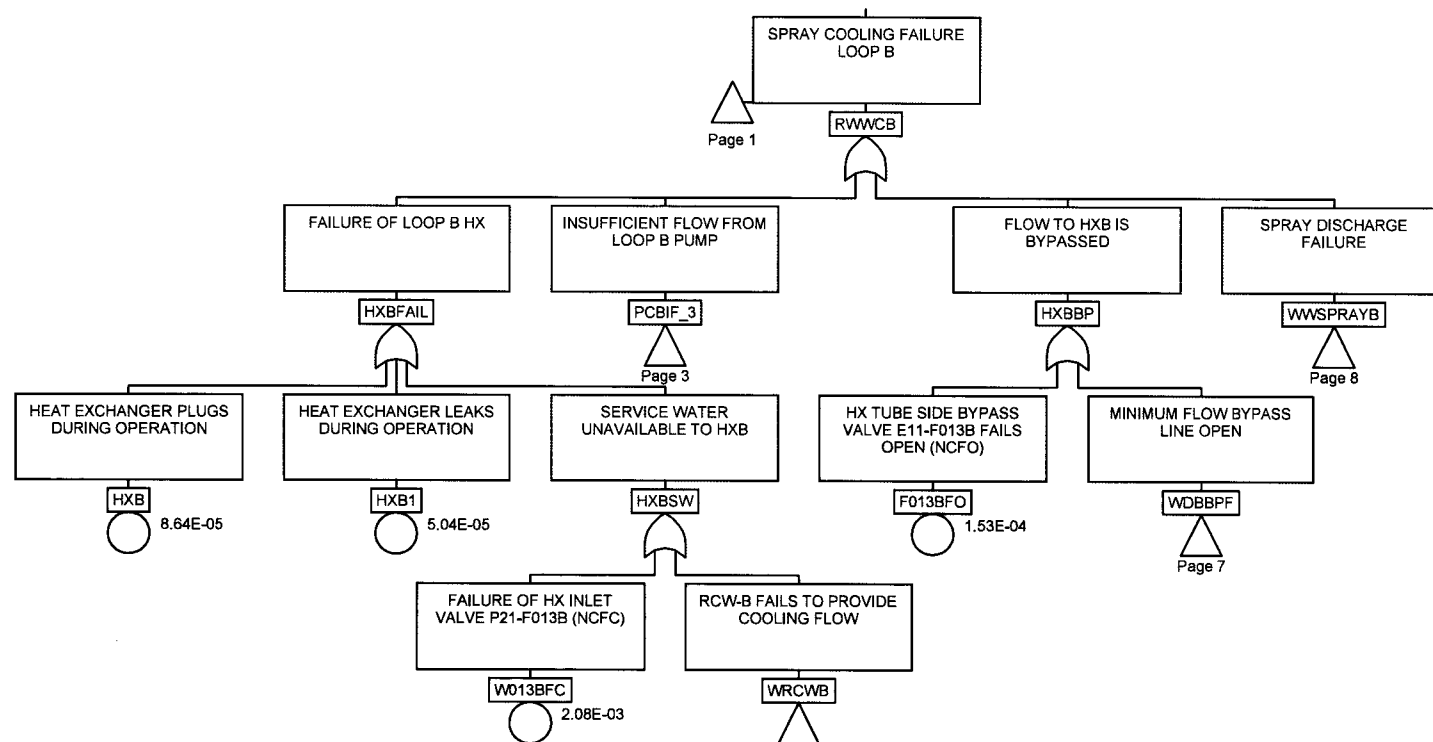 SPRAY COOLING FAILURE
LOOP B
Page 1
RWWCB
FAILURE OF LOOP B HX
INSUFFICIENT FLOW FROM
LOOP B PUMP
FLOW TO HXB IS
BYPASSED
SPRAY DISCHARGE
FAILURE
HXBFAIL
PCBIF_3
HXBBP
WWSPRAYB
Page 3
Page 8
HEAT EXCHANGER PLUGS
DURING OPERATION
HEAT EXCHANGER LEAKS
DURING OPERATION
SERVICE WATER
UNAVAILABLE TO HXB
HX TUBE SIDE BYPASS
VALVE E11-F013B FAILS
OPEN (NCFO)
MINIMUM FLOW BYPASS
LINE OPEN
HXB
8.64E-05
HXB1
5.04E-05
HXBSW
F013BFO
1.53E-04
WDBBPF
Page 7
FAILURE OF HX INLET
VALVE P21-F013B (NCFC)
RCW-B FAILS TO PROVIDE
COOLING FLOW
W013BFC
2.08E-03
WRCWB